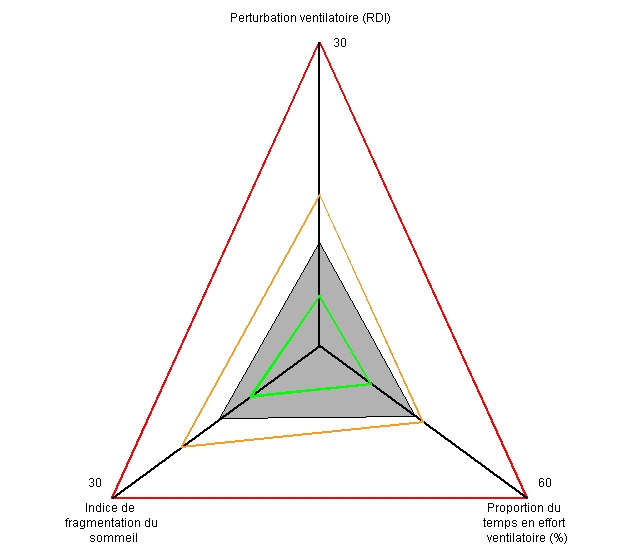 Perturbation ventilatoire (RDI)
30
30
60
Indice de
fragmentation du
sommeil
Proportion du
temps en effort
ventilatoire (%)